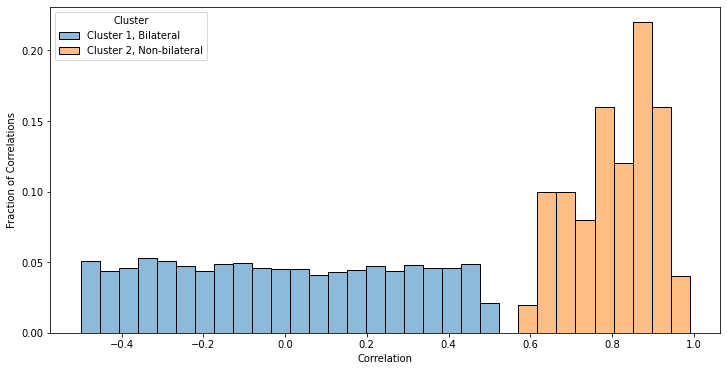 Cluster
Cluster 1, Bilateral
Cluster 2, Non-bilateral
Fraction of Correlations
0.20
0.15
0.10
0.05
0.00
−0.4
−0.2
0.0
0.2
0.4
0.6
0.8
1.0
Correlation